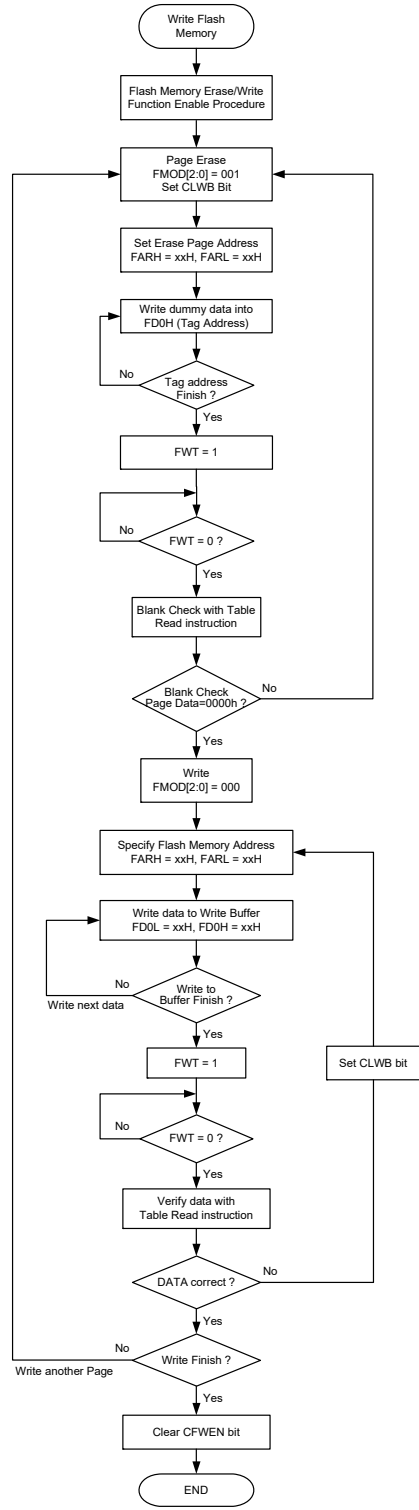 Write Flash
Memory
Flash Memory Erase/Write
Function Enable Procedure
Page Erase
FMOD[2:0] = 001
Set CLWB Bit
Set Erase Page Address
FARH = xxH, FARL = xxH
Write dummy data into
FD0H (Tag Address)
No
Tag address
Finish ?
Yes
FWT = 1
No
FWT = 0 ?
Yes
Blank Check with Table
Read instruction
No
Blank Check
Page Data=0000h ?
Yes
Write
FMOD[2:0] = 000
Specify Flash Memory Address
FARH = xxH, FARL = xxH
Write data to Write Buffer
FD0L = xxH, FD0H = xxH
No
Write to
Buffer Finish ?
Write next data
Yes
FWT = 1
Set CLWB bit
No
FWT = 0 ?
Yes
Verify data with
Table Read instruction
No
DATA correct ?
Yes
No
Write Finish ?
Write another Page
Yes
Clear CFWEN bit
END